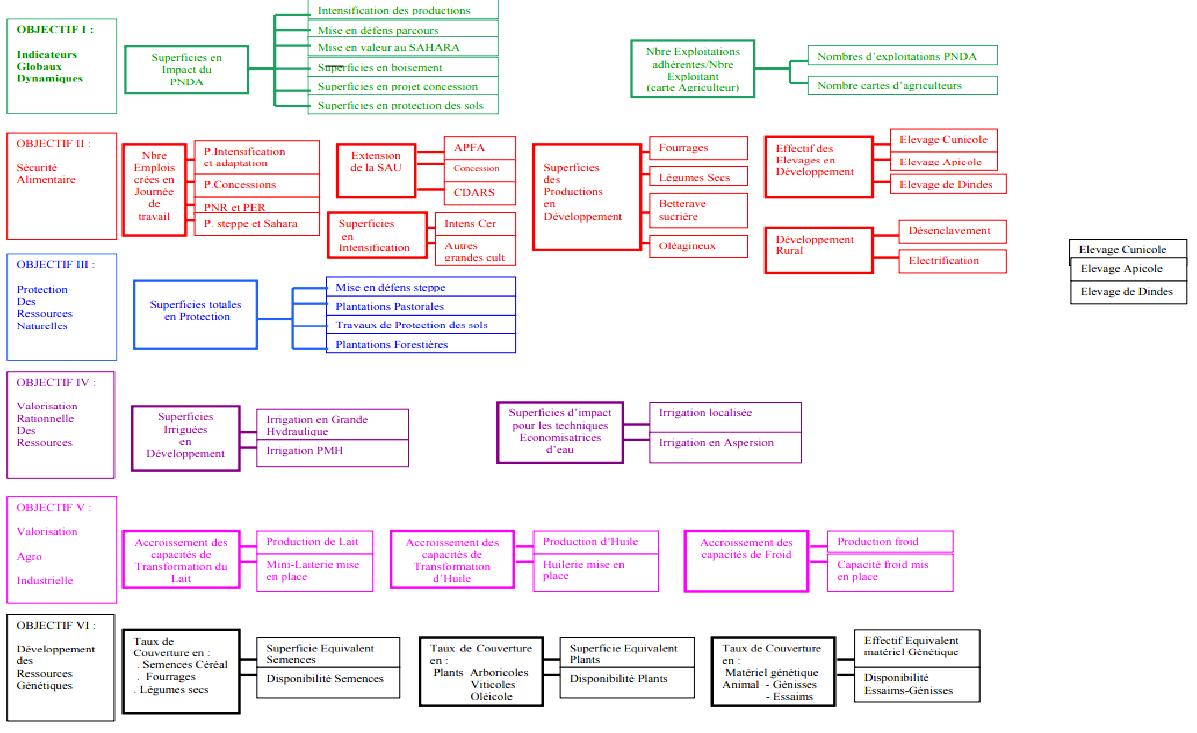 OBJECTIF I :
Indicateurs
Globaux
Dynamiques
Superficies en
Impact du
PNDA
Intensification des productions
Mise en défens parcours
Mise en valeur au SAHARA
Superficies en boisement
Superficies en projet concession
Superficies en protection des sols
Nbre Exploitations
adhérentes/Nbre
Exploitant
(carte Agriculteur)
Nombres d'exploitations PNDA
Nombre cartes d'agriculteurs
OBJECTIF II :
Sécurité
Alimentaire
Nbre
Emplois
crées en
Journée
de
travail
P.Intensification
et adaptation
P.Concessions
PNR et PER
P. steppe et Sahara
Extension
de la SAU
APFA
Concession
CDARS
Superficies
en
Intensification
Intens Cer
Autres
grandes cult
Superficies
des
Productions
en
Développement
Fourrages
Légumes Secs
Betterave
sucrière
Oléagineux
Effectif des
Elevages en
Développement
Elevage Cunicole
Elevage Apicole
Elevage de Dindes
Développement
Rural
Désenclavement
Electrification
Elevage Cunicole
Elevage Apicole
Elevage de Dindes
OBJECTIF III :
Protection
Des
Ressources
Naturelles
Superficies totales
en Protection
Mise en défens steppe
Plantations Pastorales
Travaux de Protection des sols
Plantations Forestières
OBJECTIF IV :
Valorisation
Rationnelle
Des
Ressources
Superficies
Irriguées
en
Développement
Irrigation en Grande
Hydraulique
Irrigation PMH
Superficies d'impact
pour les techniques
Economisatrices
d'eau
Irrigation localisée
Irrigation en Aspersion
OBJECTIF V :
Valorisation
Agro
Industrielle
Accroissement des
capacités de
Transformation du
Lait
Production de Lait
Mini-Laiterie mise
en place
Accroissement des
capacités de
Transformation
d'Huile
Production d'Huile
Huilerie mise en
place
Accroissement des
capacités de Froid
Production froid
Capacité froid mis
en place
OBJECTIF VI :
Développement
des
Ressources
Génétiques
Taux de
Couverture en :
. Semences Céréal
. Fourrages
. Légumes secs
Superficie Equivalent
Semences
Disponibilité Semences
Taux de Couverture
en :
Plants Arboricoles
Viticoles
Oléicole
Superficie Equivalent
Plants
Disponibilité Plants
Taux de Couverture
en :
Matériel génétique
Animal - Génisses
- Essaims
Effectif Equivalent
matériel Génétique
Disponibilité
Essaims-Génisses